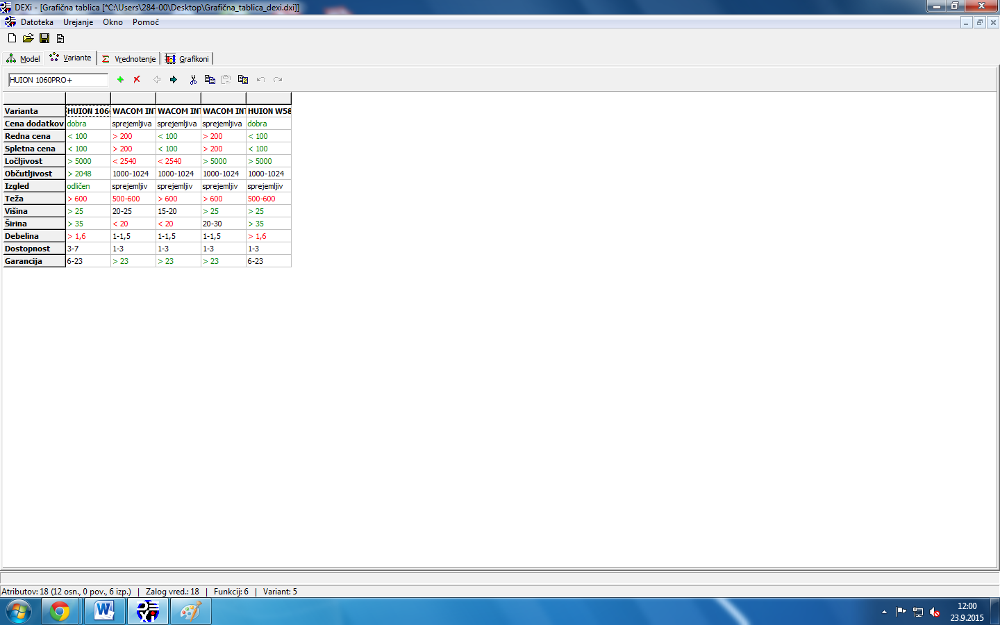 DEXi - [Grafična tablica [*C:\Users\284-00\Desktop\Grafična_tablica_dexi.dxi]]
Datoteka Urejanje Okno Pomoč
Model Variante Vrednotenje Grafikoni
HUION 1060PRO+
Varianta HUION 106 WACOM INT WACOM INT WACOM INT HUION W58
Cena dodatkov dobra sprejemljiva sprejemljiva sprejemljiva dobra
Redna cena < 100 > 200 < 100 > 200 < 100
Spletna cena < 100 > 200 < 100 > 200 < 100
Ločljivost > 5000 < 2540 < 2540 > 5000 > 5000
Občutljivost > 2048 1000-1024 1000-1024 1000-1024 1000-1024
Izgled odličen sprejemljiv sprejemljiv sprejemljiv sprejemljiv
Teža > 600 500-600 > 600 > 600 500-600
Višina > 25 20-25 15-20 > 25 > 25
Širina > 35 < 20 < 20 20-30 > 35
Debelina > 1,6 1-1,5 1-1,5 1-1,5 > 1,6
Dostopnost 3-7 1-3 1-3 1-3 1-3
Garancija 6-23 > 23 > 23 > 23 6-23
Atributov: 18 (12 osn., 0 pov., 6 izp.) | Zalog vred.: 18 | Funkcij: 6 | Variant: 5
12:00
23.9.2015